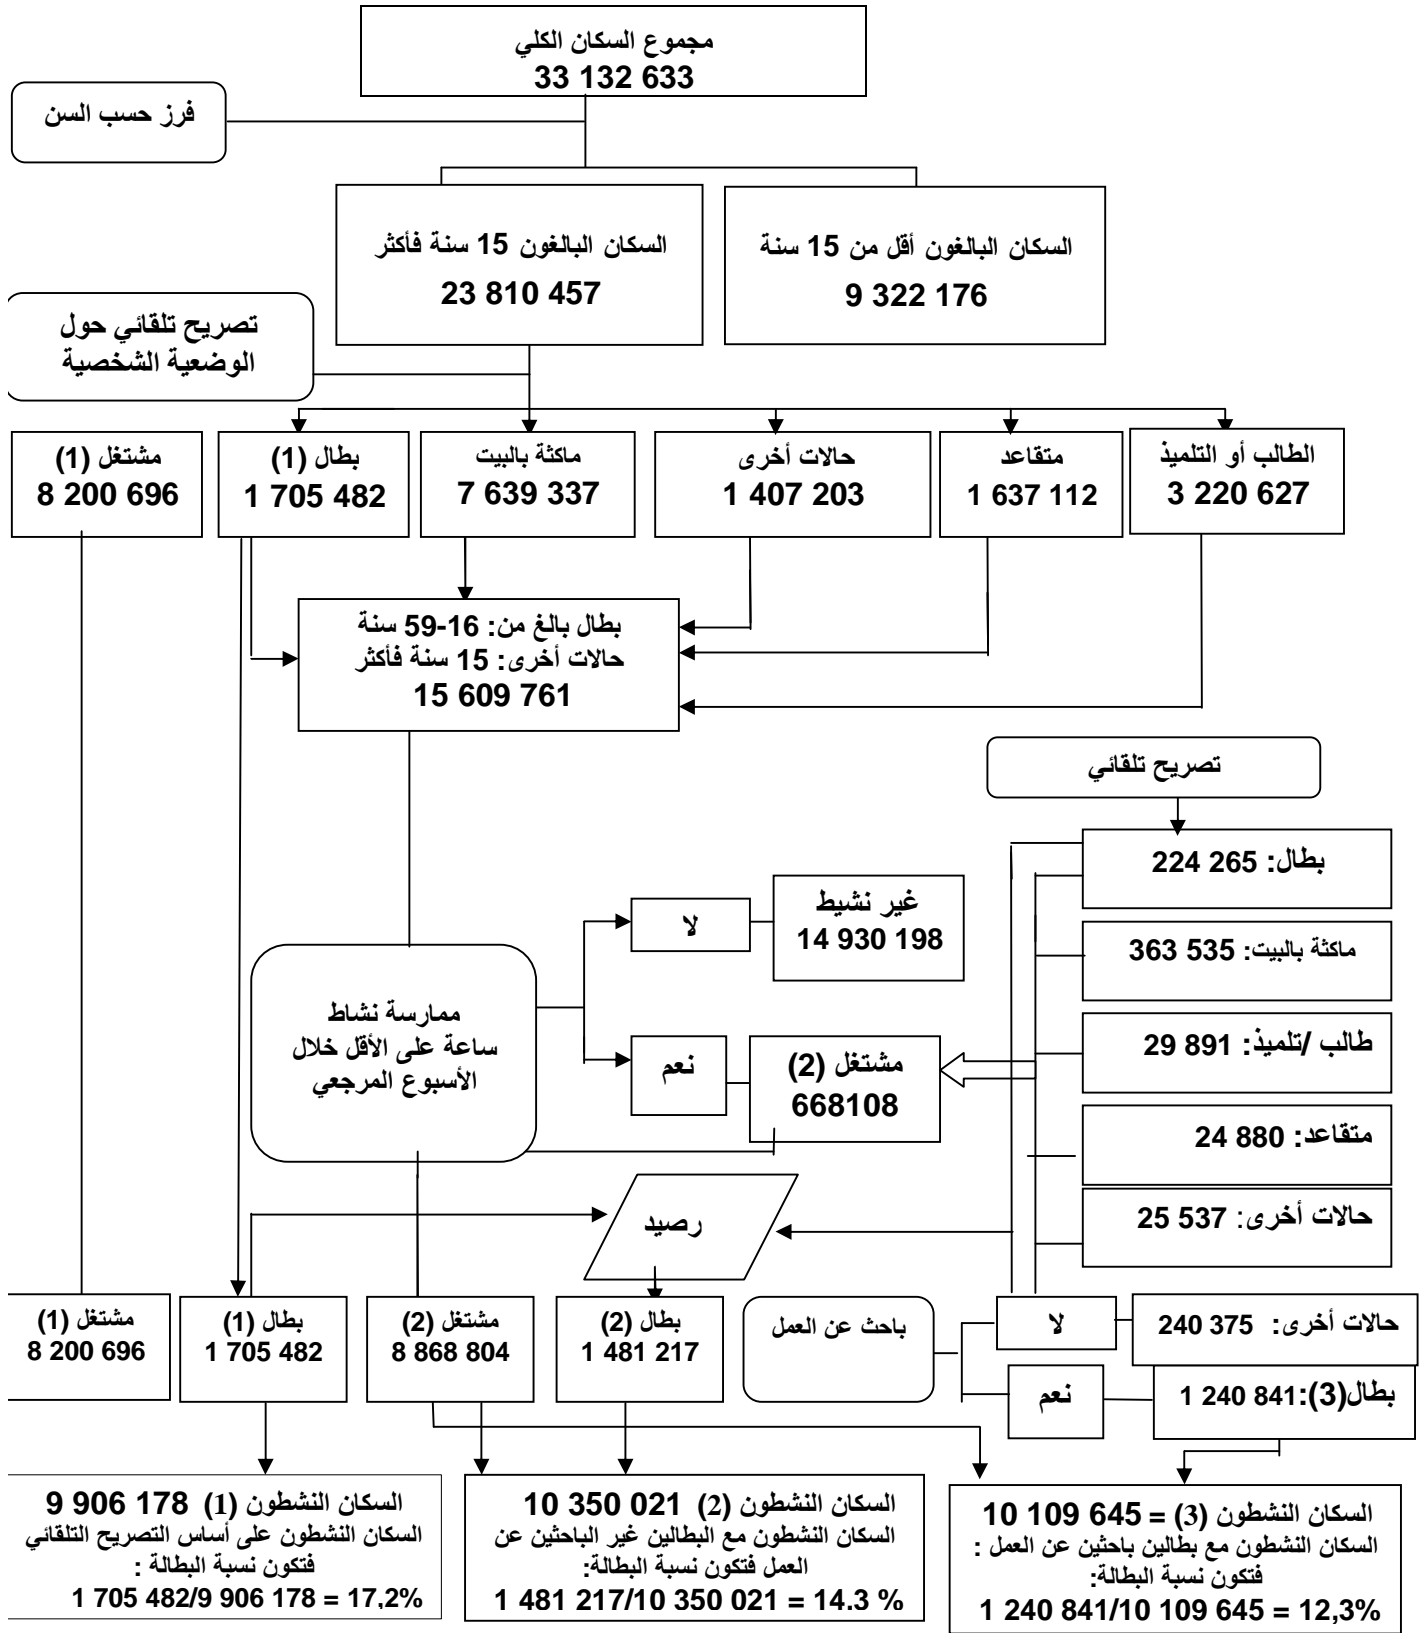 مجموع السكان الكلي
33 132 633
فرز حسب السن
السكان البالغون أقل من 15 سنة
9 322 176
السكان البالغون 15 سنة فأكثر
23 810 457
تصريح تلقائي حول
الوضعية الشخصية
الطالب أو التلميذ
3 220 627
متقاعد
1 637 112
حالات أخرى
1 407 203
ماكثة بالبيت
7 639 337
بطال (1)
1 705 482
مشتغل (1)
8 200 696
بطال بالغ من: 16-59 سنة
حالات أخرى: 15 سنة فأكثر
15 609 761
تصريح تلقائي
بطال: 224 265
ماكثة بالبيت: 363 535
طالب /تلميذ: 29 891
متقاعد: 24 880
حالات أخرى: 25 537
غير نشيط
14 930 198
لا
ممارسة نشاط
ساعة على الأقل خلال
الأسبوع المرجعي
نعم
مشتغل (2)
668108
رصيد
حالات أخرى: 240 375
لا
باحث عن العمل
نعم
بطال(3):1 240 841
بطال (2)
1 481 217
مشتغل (2)
8 868 804
بطال (1)
1 705 482
مشتغل (1)
8 200 696
السكان النشطون (3) = 10 109 645
السكان النشطون مع بطالين باحثين عن العمل :
فتكون نسبة البطالة:
1 240 841/10 109 645 = 12,3%
السكان النشطون (2) 10 350 021
السكان النشطون مع البطالين غير الباحثين عن
العمل فتكون نسبة البطالة:
1 481 217/10 350 021 = 14.3 %
السكان النشطون (1) 9 906 178
السكان النشطون على أساس التصريح التلقائي
فتكون نسبة البطالة :
1 705 482/9 906 178 = 17,2%